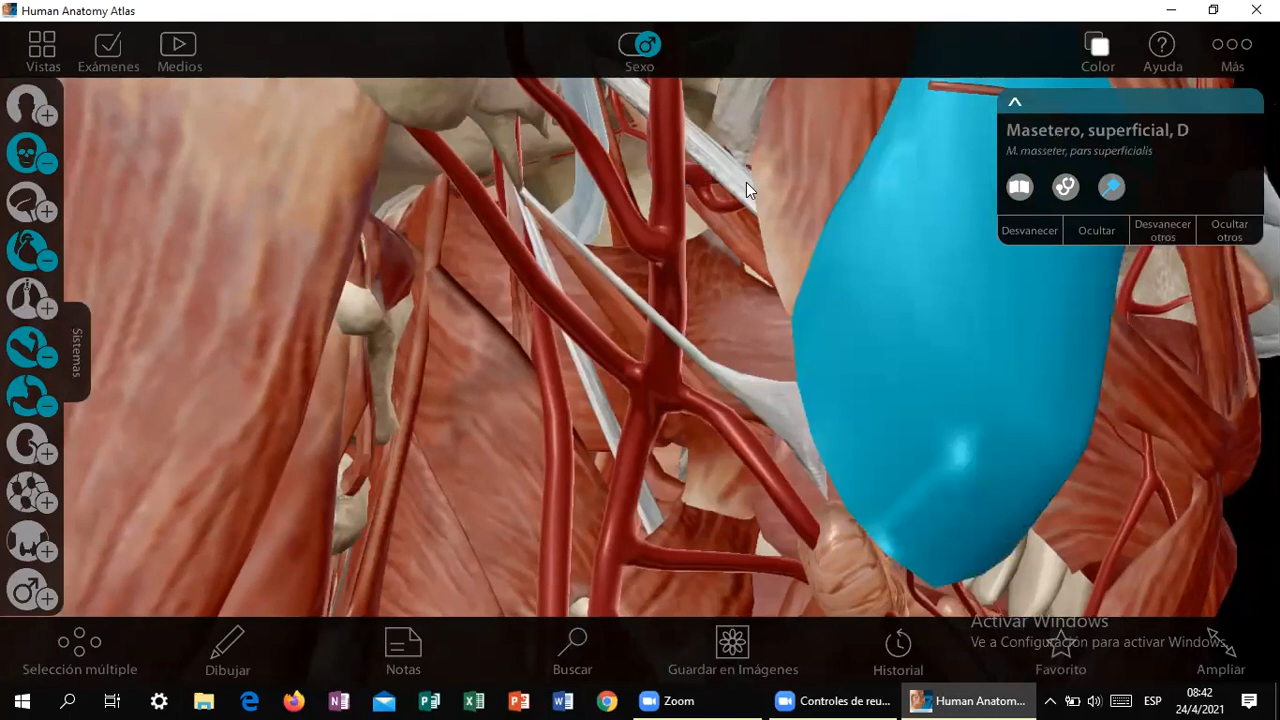 Human Anatomy Atlas
Vistas
Exámenes
Medios
Sexo
Color
Ayuda
Más
Masetero, superficial, D
M. masseter, pars superficialis
Desvanecer
Ocultar
Desvanecer otros
Ocultar otros
Sistemas
Activar Windows
Ve a Configuración para activar Windows.
Selección múltiple
Dibujar
Notas
Buscar
Guardar en Imágenes
Historial
Favorito
Ampliar
Zoom
Controles de reu...
Human Anatom...
ESP
08:42
24/4/2021